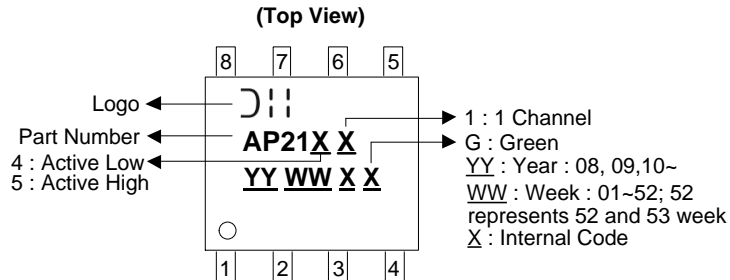 (Top View)
8 7 6 5
Logo
Part Number
4 : Active Low
5 : Active High
AP21X X
YY WW X X
1 : 1 Channel
G : Green
YY : Year : 08, 09,10~
WW : Week : 01~52; 52
represents 52 and 53 week
X : Internal Code
1 2 3 4